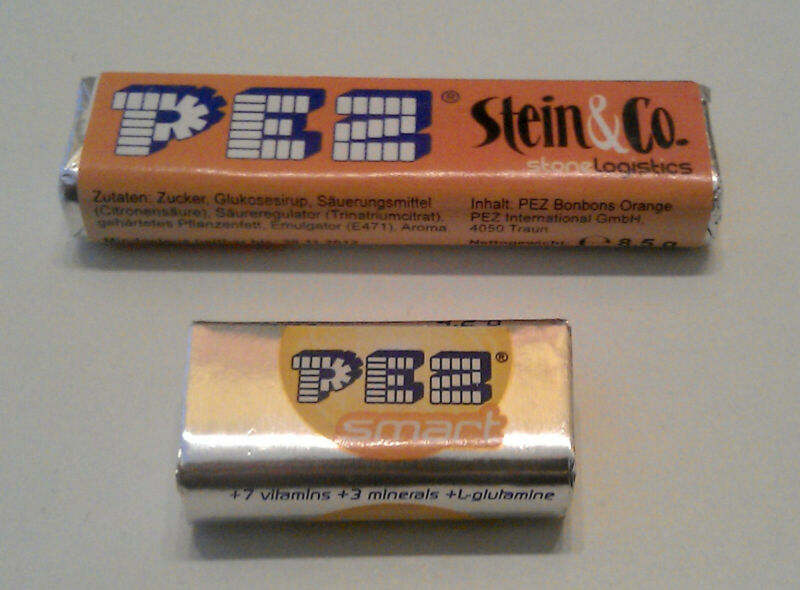 PEZ® Stein&Co.
stonelogistics
Zutaten: Zucker, Glukosesirup, Säuerungsmittel
(Citronensäure), Säureregulator (Trinatriumcitrat),
gehärtetes Pflanzenfett, Emulgator (E471), Aroma
Inhalt: PEZ Bonbons Orange
PEZ International GmbH,
4050 Traun
Nettogewicht: ℮ 8,5 g
PEZ®
smart
+7 vitamins +3 minerals +L-glutamine